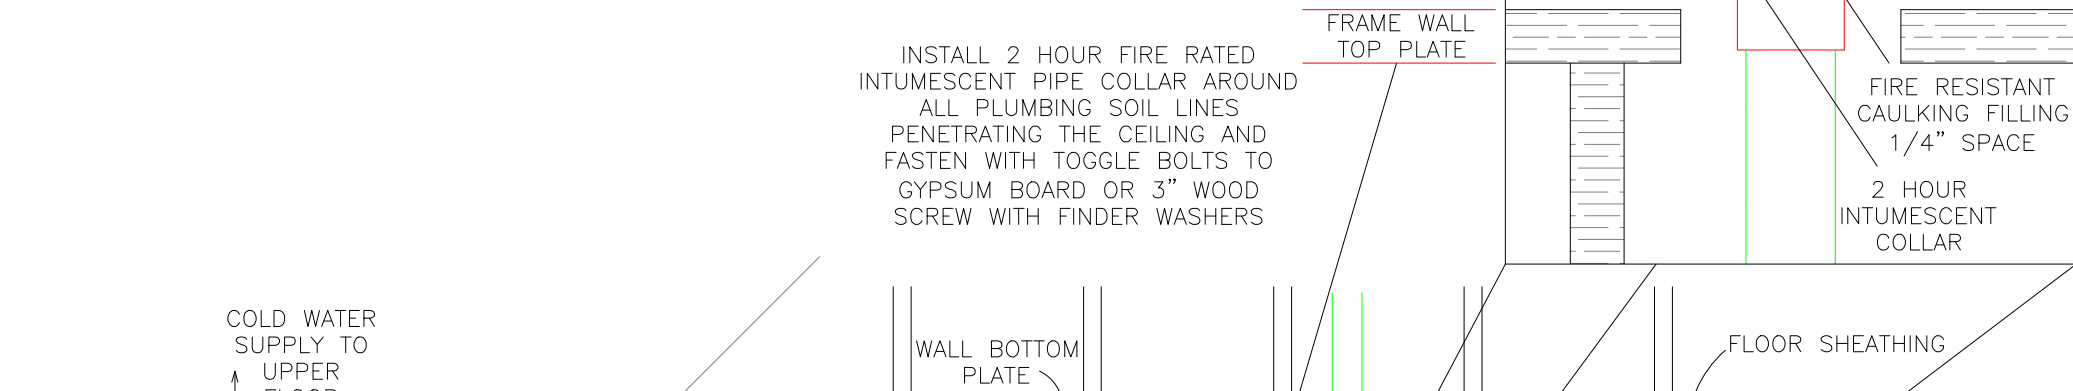 FRAME WALL
TOP PLATE
INSTALL 2 HOUR FIRE RATED
INTUMESCENT PIPE COLLAR AROUND
ALL PLUMBING SOIL LINES
PENETRATING THE CEILING AND
FASTEN WITH TOGGLE BOLTS TO
GYPSUM BOARD OR 3” WOOD
SCREW WITH FINDER WASHERS
FIRE RESISTANT
CAULKING FILLING
1/4” SPACE
2 HOUR
INTUMESCENT
COLLAR
COLD WATER
SUPPLY TO
UPPER
FLOOR
WALL BOTTOM
PLATE
FLOOR SHEATHING